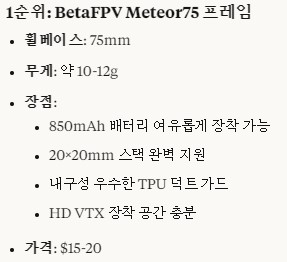 1순위: BetaFPV Meteor75 프레임
• 휠베이스: 75mm
• 무게: 약 10-12g
• 장점:
• 850mAh 배터리 여유롭게 장착 가능
• 20×20mm 스택 완벽 지원
• 내구성 우수한 TPU 덕트 가드
• HD VTX 장착 공간 충분
• 가격: $15-20